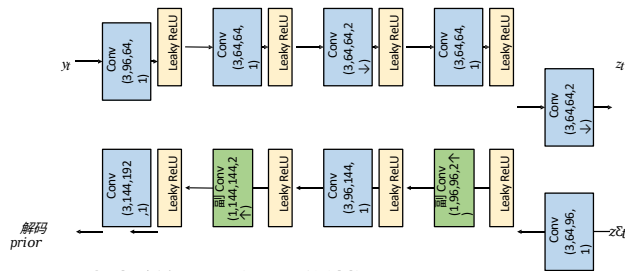 y_t
Conv
(3,96,64,
1)
Leaky ReLU
Conv
(3,64,64,
1)
Leaky ReLU
Conv
(3,64,64,2
↓)
Leaky ReLU
Conv
(3,64,64,
1)
Leaky ReLU
Conv
(3,64,64,2
↓)
z_t
解码
prior
Conv
(3,144,192
,1)
Leaky ReLU
副 Conv
(1,144,144,2
↑)
Leaky ReLU
Conv
(3,96,144,
1)
Leaky ReLU
副 Conv
(1,96,96,2↑
)
Leaky ReLU
Conv
(3,64,96,
1)